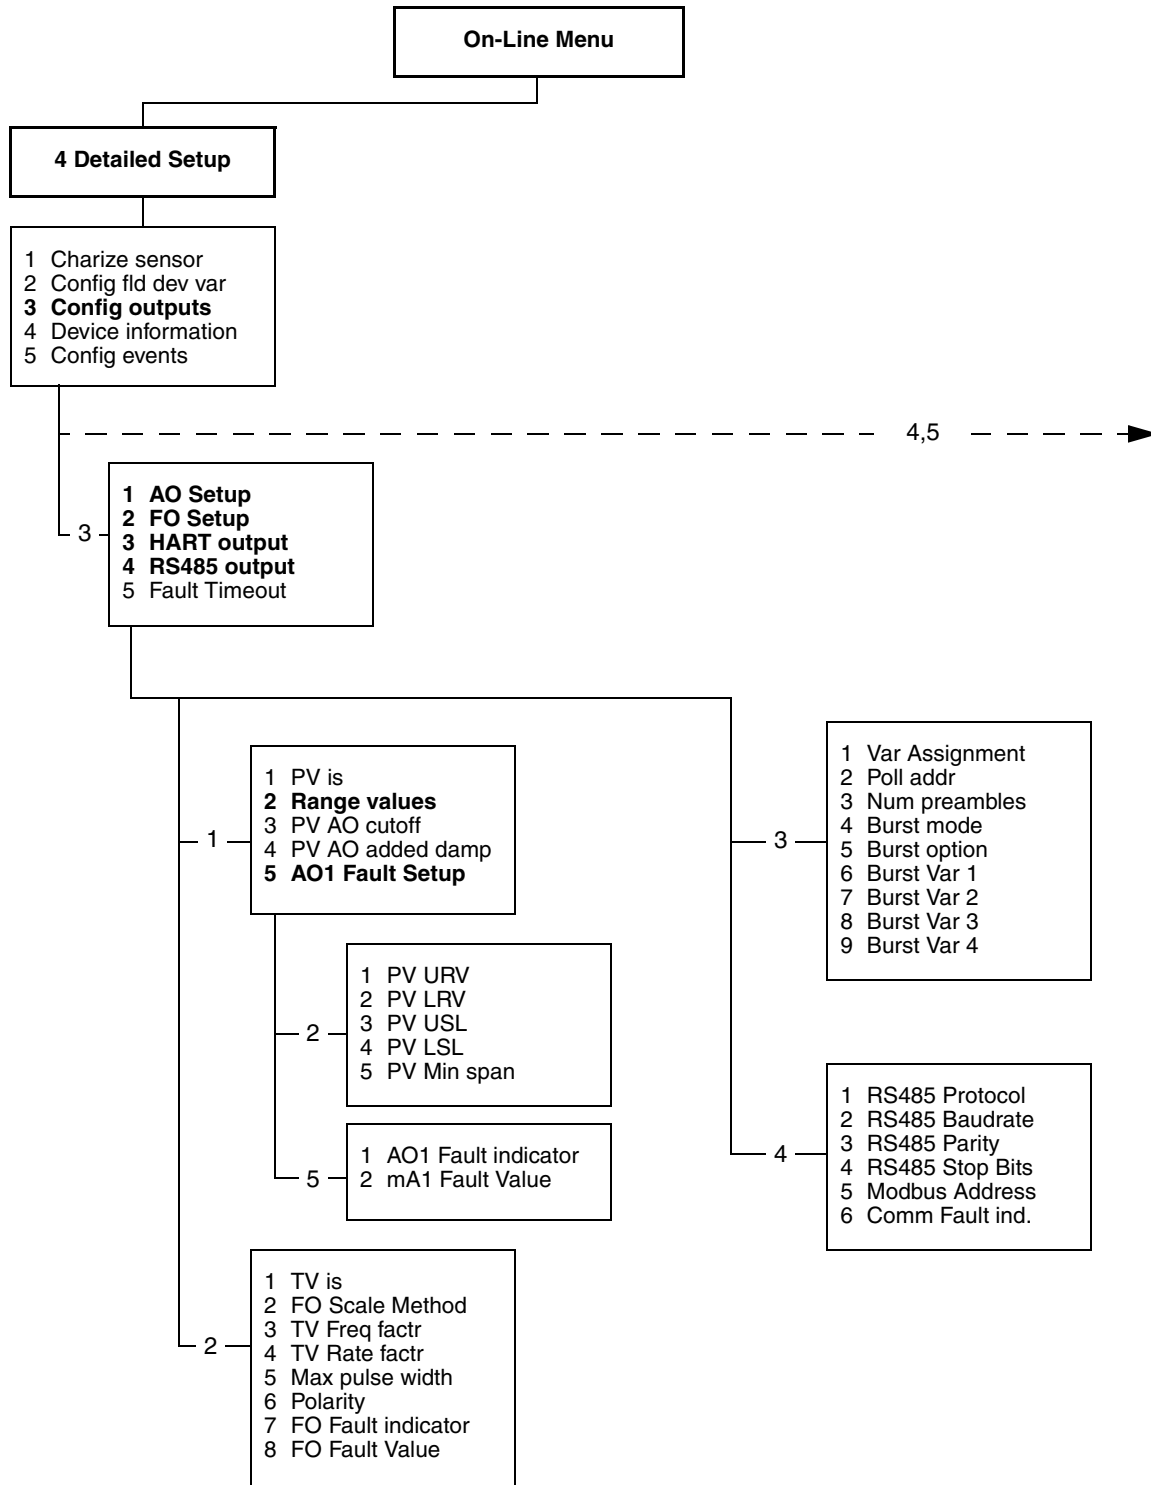 On-Line Menu
4 Detailed Setup
1 Charize sensor
2 Config fld dev var
3 Config outputs
4 Device information
5 Config events
4,5
3
1 AO Setup
2 FO Setup
3 HART output
4 RS485 output
5 Fault Timeout
1
1 PV is
2 Range values
3 PV AO cutoff
4 PV AO added damp
5 AO1 Fault Setup
2
1 PV URV
2 PV LRV
3 PV USL
4 PV LSL
5 PV Min span
5
1 AO1 Fault indicator
2 mA1 Fault Value
2
1 TV is
2 FO Scale Method
3 TV Freq factr
4 TV Rate factr
5 Max pulse width
6 Polarity
7 FO Fault indicator
8 FO Fault Value
3
1 Var Assignment
2 Poll addr
3 Num preambles
4 Burst mode
5 Burst option
6 Burst Var 1
7 Burst Var 2
8 Burst Var 3
9 Burst Var 4
4
1 RS485 Protocol
2 RS485 Baudrate
3 RS485 Parity
4 RS485 Stop Bits
5 Modbus Address
6 Comm Fault ind.